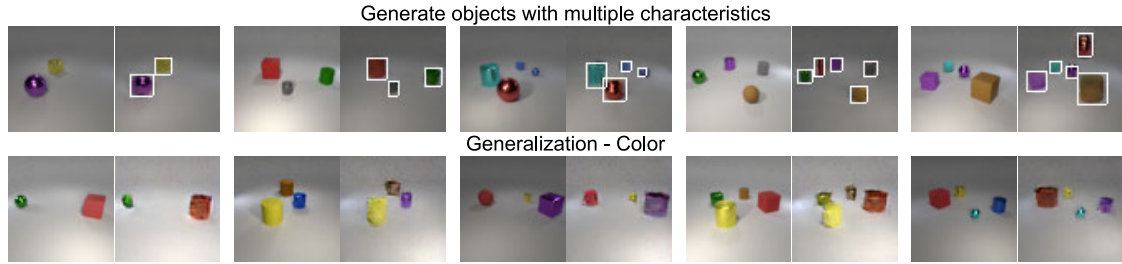 Generate objects with multiple characteristics
Generalization - Color